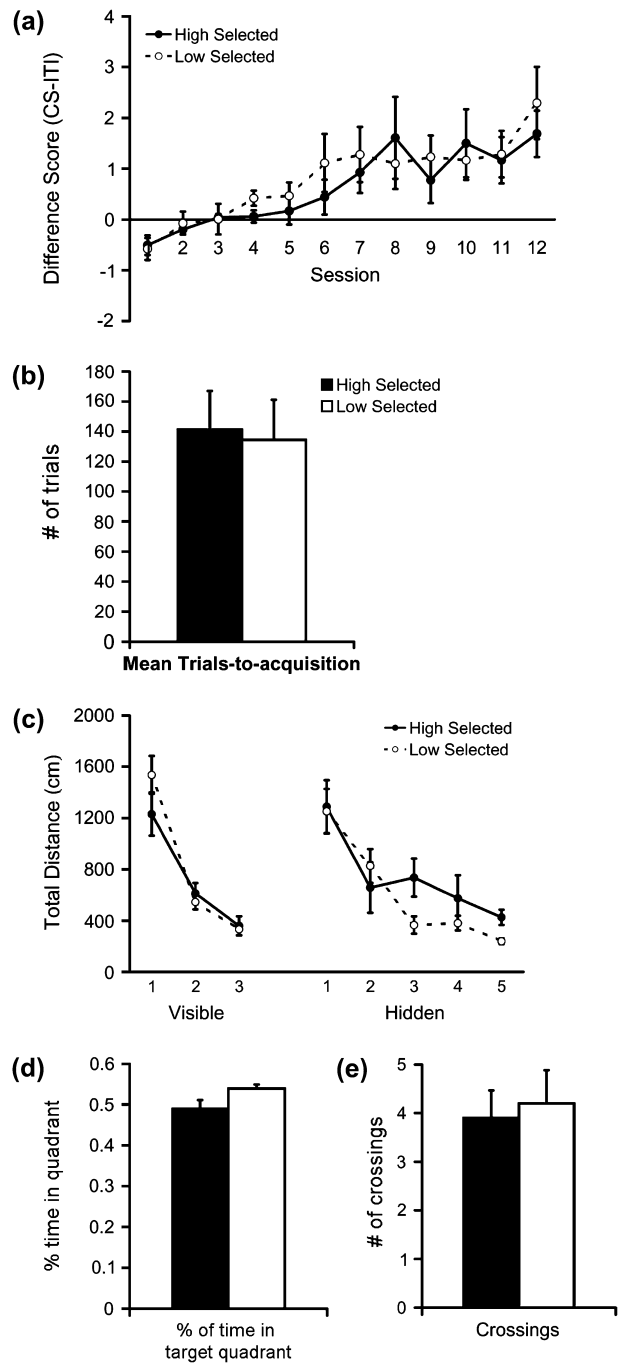 (a)
Difference Score (CS-ITI)
High Selected
Low Selected
4
3
2
1
0
-1
-2
2 3 4 5 6 7 8 9 10 11 12
Session
(b)
# of trials
High Selected
Low Selected
180
160
140
120
100
80
60
40
20
0
Mean Trials-to-acquisition
(c)
Total Distance (cm)
High Selected
Low Selected
2000
1600
1200
800
400
0
1 2 3 1 2 3 4 5
Visible Hidden
(d)
% time in quadrant
0.6
0.5
0.4
0.3
0.2
0.1
0
% of time in
target quadrant
(e)
# of crossings
5
4
3
2
1
0
Crossings